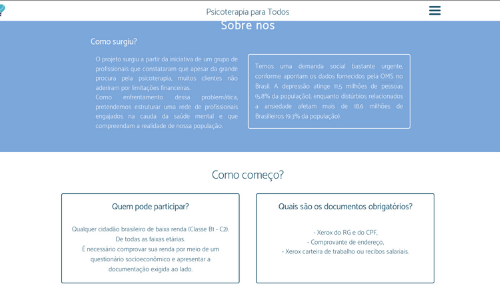 Psicoterapia para Todos
Sobre nós
Como surgiu?
O projeto surgiu a partir da iniciativa de um grupo de
profissionais que constataram que apesar da grande
procura pela psicoterapia, muitos clientes não
aderiram por limitações financeiras.
Como enfrentamento dessa problemática,
pretendemos estruturar uma rede de profissionais
engajados na causa da saúde mental e que
compreendam a realidade de nossa população.
Temos uma demanda social bastante urgente,
conforme apontam os dados fornecidos pela OMS no
Brasil. A depressão atinge 11,5 milhões de pessoas
(5,8% da população), enquanto distúrbios relacionados
a ansiedade afetam mais de 18,6 milhões de
Brasileiros (9,3% da população).
Como começo?
Quem pode participar?
Qualquer cidadão brasileiro de baixa renda (Classe B1 - C2).
De todas as faixas etárias.
É necessário comprovar sua renda por meio de um
questionário socioeconômico e apresentar a
documentação exigida ao lado.
Quais são os documentos obrigatórios?
- Xerox do RG e do CPF,
- Comprovante de endereço,
- Xerox carteira de trabalho ou recibos salariais.